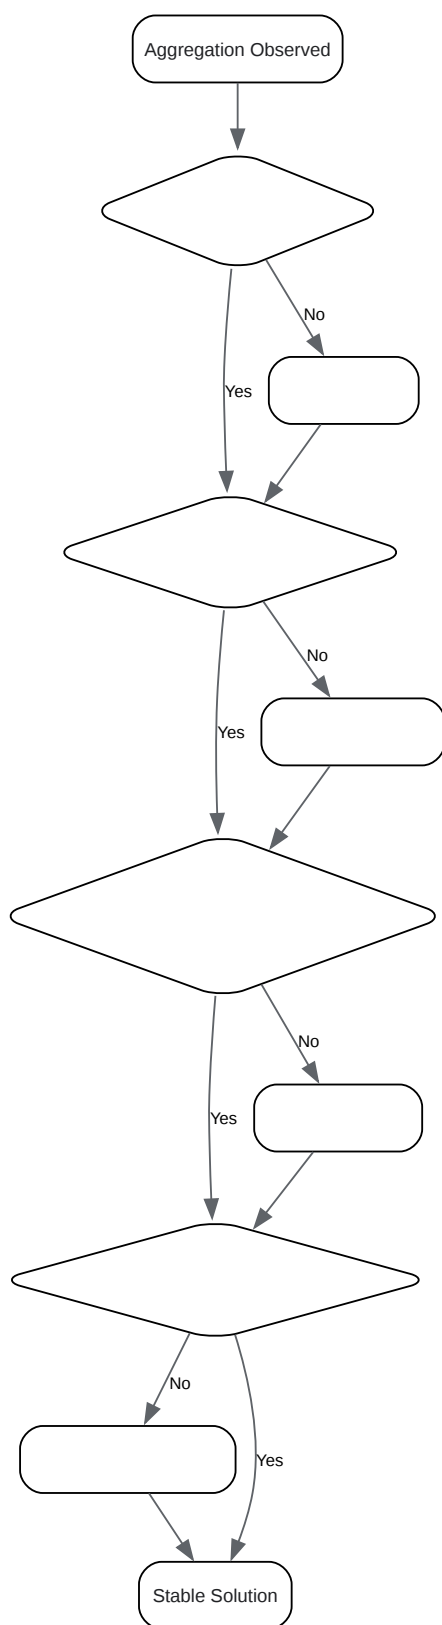 Aggregation Observed
No
Yes
No
Yes
No
Yes
No
Yes
Stable Solution